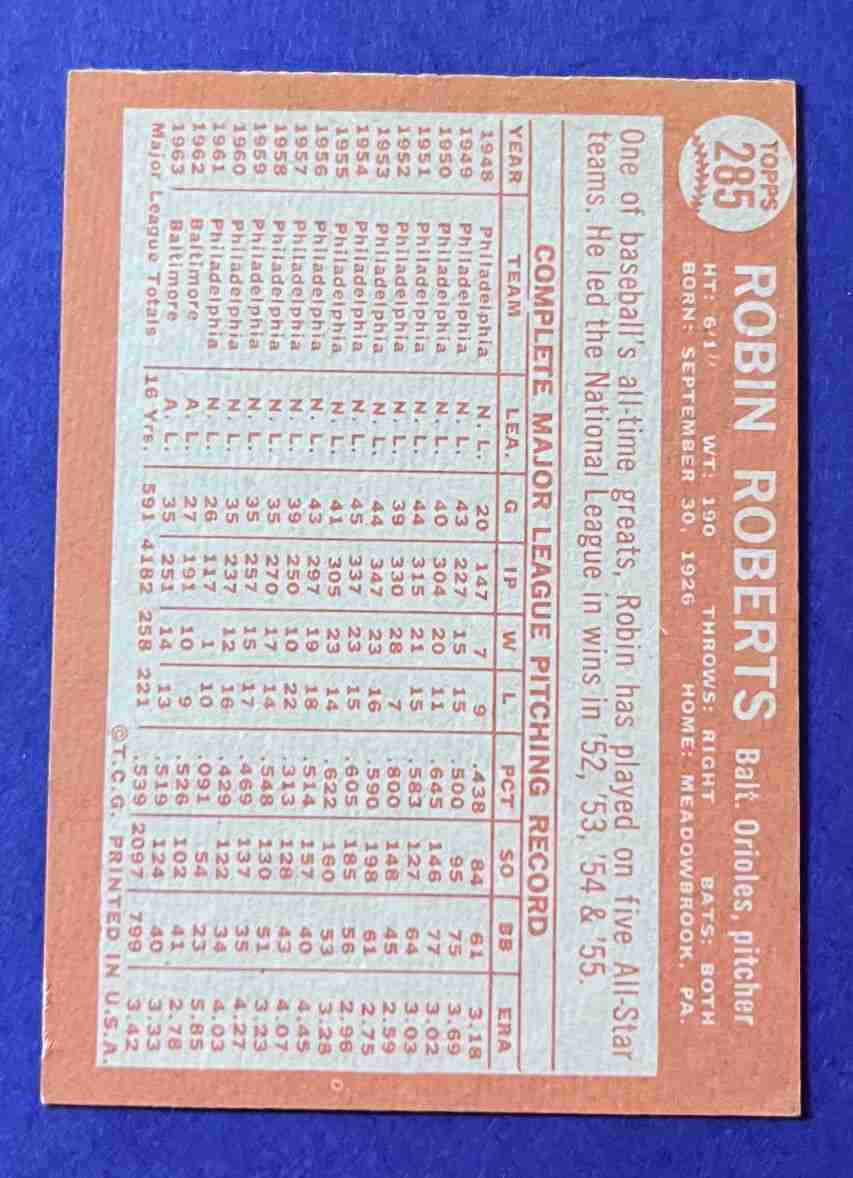 TOPPS
285
ROBIN ROBERTS Balt. Orioles, pitcher
HT: 6'1" WT: 190 THROWS: RIGHT BATS: BOTH
BORN: SEPTEMBER 30, 1926 HOME: MEADOWBROOK, PA.
One of baseball's all-time greats, Robin has played on five All-Star
teams. He led the National League in wins in '52, '53, '54 & '55.
COMPLETE MAJOR LEAGUE PITCHING RECORD
YEAR TEAM LEA. G IP W L PCT SO BB ERA
1948 Philadelphia N. L. 20 147 7 9 .438 84 61 3.18
1949 Philadelphia N. L. 43 227 15 15 .500 95 75 3.69
1950 Philadelphia N. L. 40 304 20 11 .645 146 77 3.02
1951 Philadelphia N. L. 44 315 21 15 .583 127 64 3.03
1952 Philadelphia N. L. 39 330 28 7 .800 148 45 2.59
1953 Philadelphia N. L. 44 347 23 16 .590 198 61 2.75
1954 Philadelphia N. L. 45 337 23 15 .605 185 56 2.96
1955 Philadelphia N. L. 41 305 23 14 .622 160 53 3.28
1956 Philadelphia N. L. 43 297 19 18 .514 157 40 4.45
1957 Philadelphia N. L. 39 250 10 22 .313 128 43 4.07
1958 Philadelphia N. L. 35 270 17 14 .548 130 51 3.23
1959 Philadelphia N. L. 35 257 15 17 .469 137 35 4.27
1960 Philadelphia N. L. 35 237 12 16 .429 122 34 4.03
1961 Philadelphia N. L. 26 117 1 10 .091 54 23 5.85
1962 Baltimore A. L. 27 191 10 9 .526 102 41 2.78
1963 Baltimore A. L. 35 251 14 13 .519 124 40 3.33
Major League Totals 16 Yrs. 591 4182 258 221 .539 2097 799 3.42
©T.C.G. PRINTED IN U.S.A.